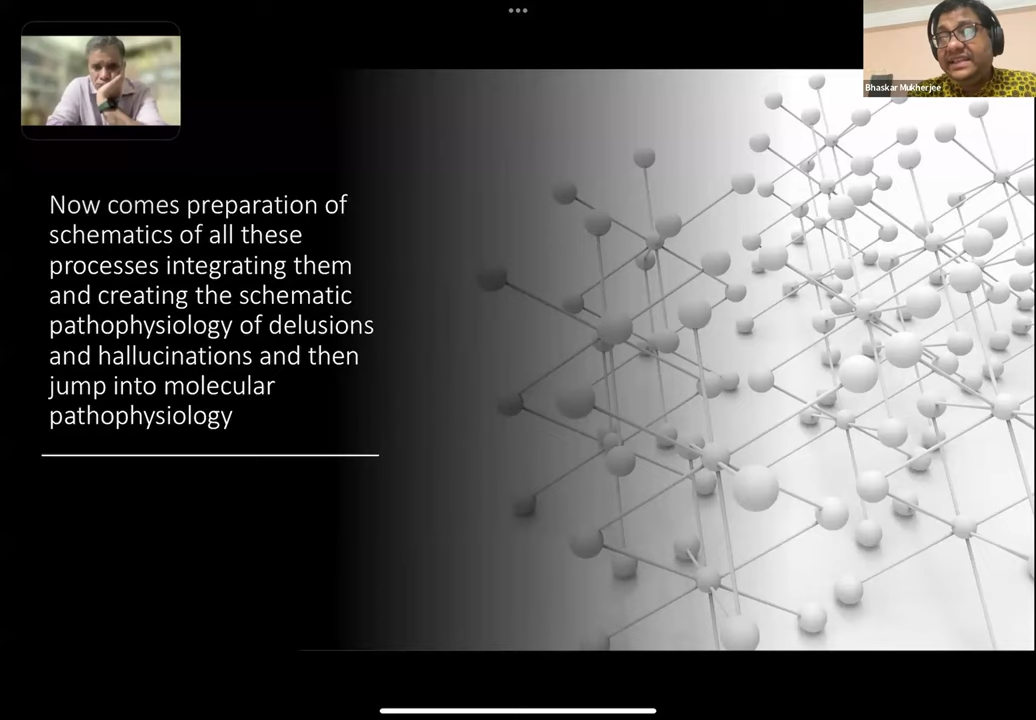 Bhaskar Mukherjee
Now comes preparation of
schematics of all these
processes integrating them
and creating the schematic
pathophysiology of delusions
and hallucinations and then
jump into molecular
pathophysiology